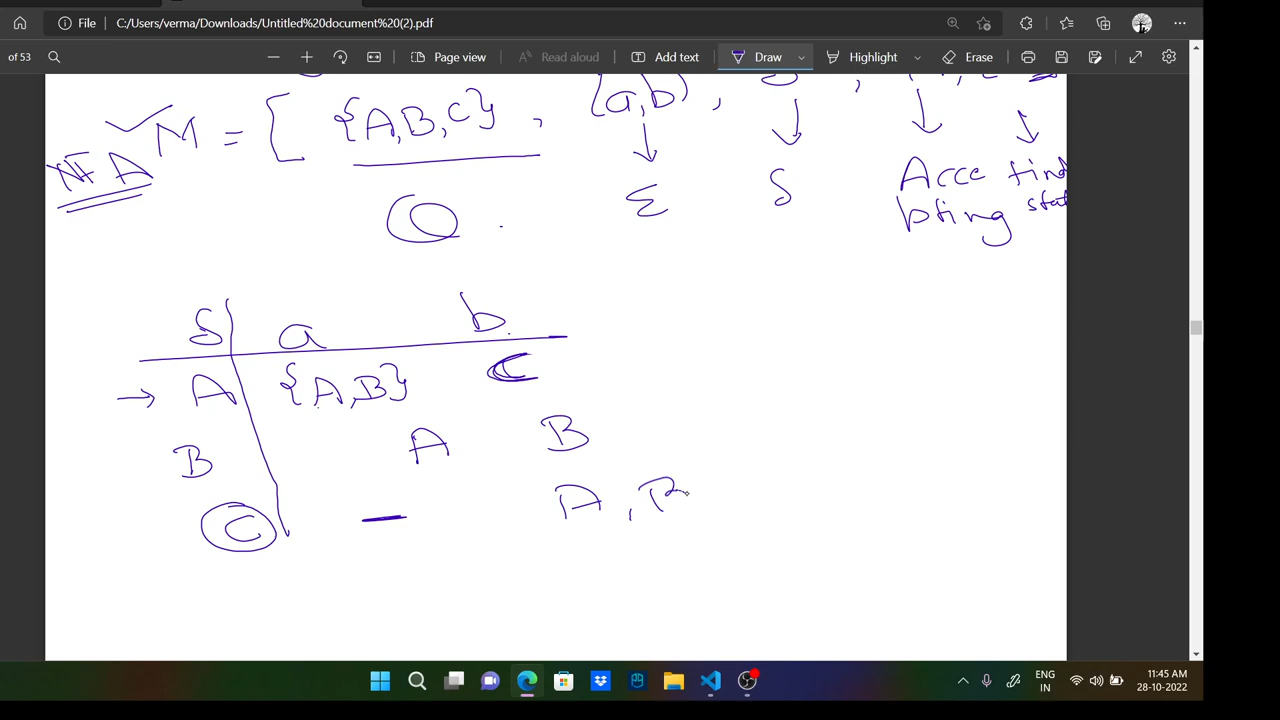 File C:/Users/verma/Downloads/Untitled%20document%20(2).pdf
of 53 Page view Read aloud Add text Draw Highlight Erase
M = [ {A,B,C} , (a,b) , δ ,
NFA
Q . Σ δ Acce
pting
δ a b.
→ A {A,B} C
B A B
C – A , B
ENG
IN
11:45 AM
28-10-2022